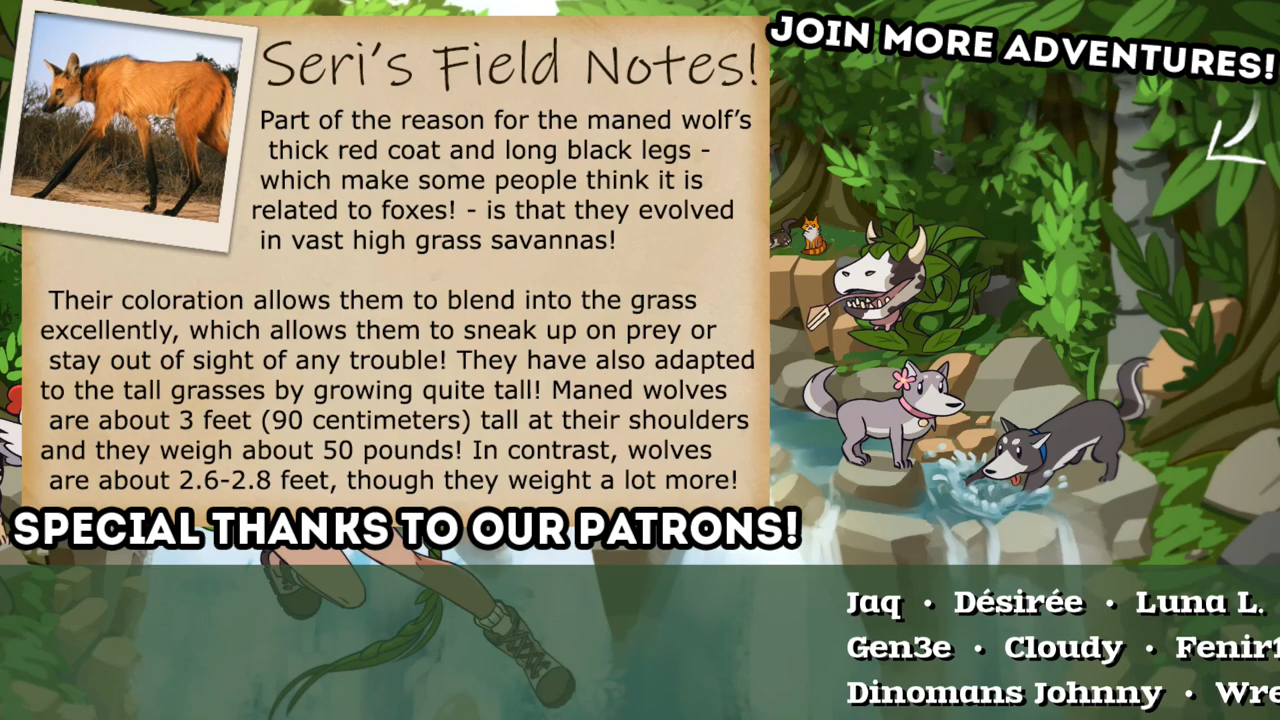 Seri's Field Notes!
Part of the reason for the maned wolf's
thick red coat and long black legs -
which make some people think it is
related to foxes! - is that they evolved
in vast high grass savannas!
Their coloration allows them to blend into the grass
excellently, which allows them to sneak up on prey or
stay out of sight of any trouble! They have also adapted
to the tall grasses by growing quite tall! Maned wolves
are about 3 feet (90 centimeters) tall at their shoulders
and they weigh about 50 pounds! In contrast, wolves
are about 2.6-2.8 feet, though they weight a lot more!
JOIN MORE ADVENTURES!
SPECIAL THANKS TO OUR PATRONS!
Jaq · Désirée · Luna L.
Gen3e · Cloudy ·
Dinomans Johnny ·